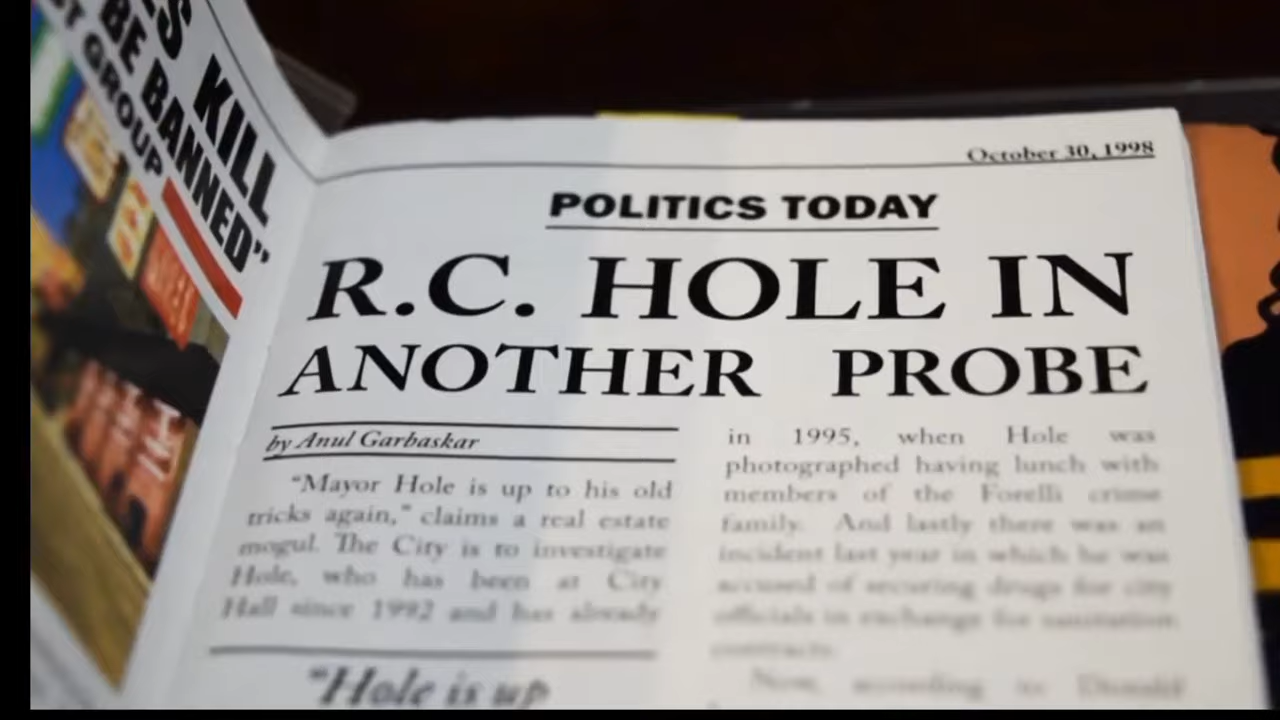 ES KILL
BE BANNED”
ST GROUP
October 30, 1998
POLITICS TODAY
R.C. HOLE IN
ANOTHER PROBE
by Anul Garbaskar
“Mayor Hole is up to his old
tricks again,” claims a real estate
mogul. The City is to investigate
Hole, who has been at City
Hall since 1992 and has already
“Hole is up
in 1995, when Hole was
photographed having lunch with
members of the Forelli crime
family. And lastly there was an
incident last year in which he was
accused of securing drugs for city
officials in exchange for sanitation
contracts.
Now, according to Donald